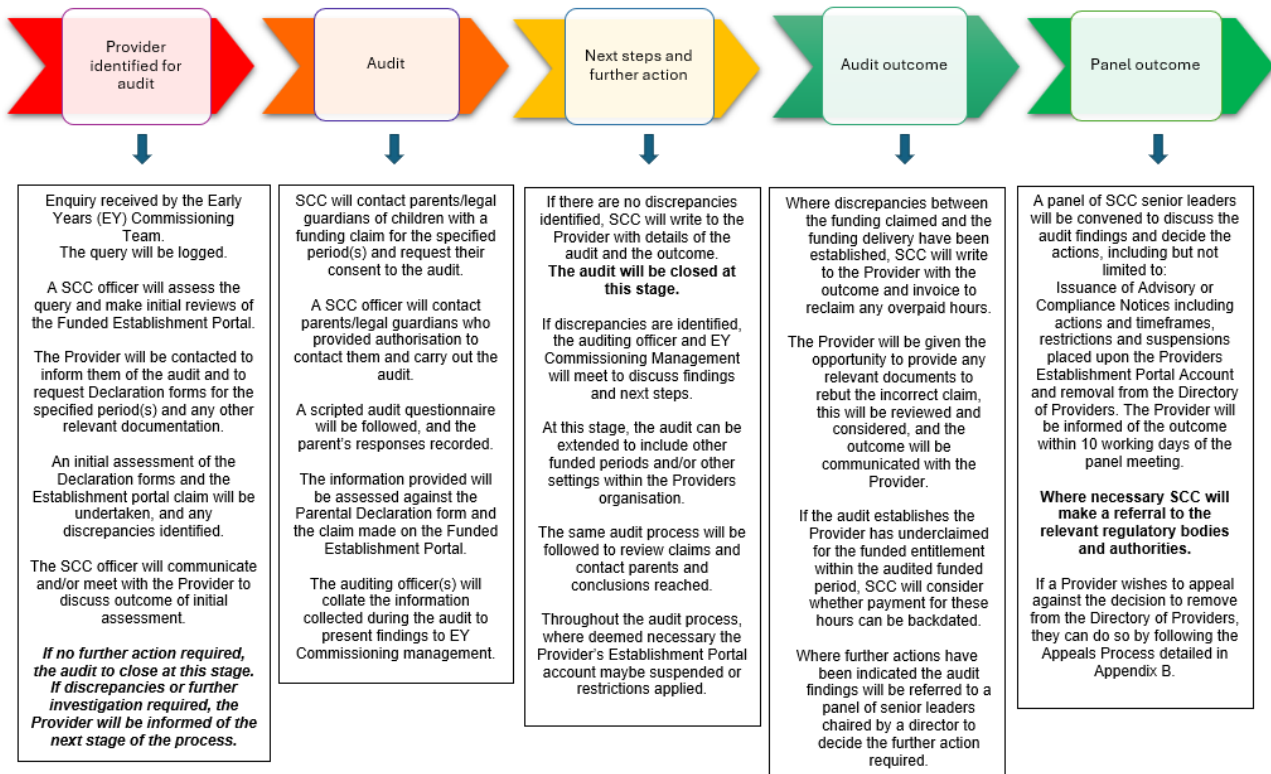 Provider
identified for
audit
Audit
Next steps and
further action
Audit outcome
Panel outcome
Enquiry received by the Early
Years (EY) Commissioning
Team.
The query will be logged.
A SCC officer will assess the
query and make initial reviews of
the Funded Establishment Portal.
The Provider will be contacted to
inform them of the audit and to
request Declaration forms for the
specified period(s) and any other
relevant documentation.
An initial assessment of the
Declaration forms and the
Establishment portal claim will be
undertaken, and any
discrepancies identified.
The SCC officer will communicate
and/or meet with the Provider to
discuss outcome of initial
assessment.
If no further action required,
the audit to close at this stage.
If discrepancies or further
investigation required, the
Provider will be informed of the
next stage of the process.
SCC will contact parents/legal
guardians of children with a
funding claim for the specified
period(s) and request their
consent to the audit.
A SCC officer will contact
parents/legal guardians who
provided authorisation to
contact them and carry out the
audit.
A scripted audit questionnaire
will be followed, and the
parent's responses recorded.
The information provided will
be assessed against the
Parental Declaration form and
the claim made on the Funded
Establishment Portal.
The auditing officer(s) will
collate the information
collected during the audit to
present findings to EY
Commissioning management.
If there are no discrepancies
identified, SCC will write to the
Provider with details of the
audit and the outcome.
The audit will be closed at
this stage.
If discrepancies are identified,
the auditing officer and EY
Commissioning Management
will meet to discuss findings
and next steps.
At this stage, the audit can be
extended to include other
funded periods and/or other
settings within the Providers
organisation.
The same audit process will be
followed to review claims and
contact parents and
conclusions reached.
Throughout the audit process,
where deemed necessary the
Provider's Establishment Portal
account maybe suspended or
restrictions applied.
Where discrepancies between
the funding claimed and the
funding delivery have been
established, SCC will write
to the Provider with the
outcome and invoice to
reclaim any overpaid hours.
The Provider will be given the
opportunity to provide any
relevant documents to
rebut the incorrect claim,
this will be reviewed and
considered, and the
outcome will be
communicated with the
Provider.
If the audit establishes the
Provider has underclaimed
for the funded entitlement
within the audited funded
period, SCC will consider
whether payment for these
hours can be backdated.
Where further actions have
been indicated the audit
findings will be referred to a
panel of senior leaders
chaired by a director to
decide the further action
required.
A panel of SCC senior leaders
will be convened to discuss the
audit findings and decide the
actions, including but not
limited to:
Issuance of Advisory or
Compliance Notices including
actions and timeframes,
restrictions and suspensions
placed upon the Providers
Establishment Portal Account
and removal from the Directory
of Providers. The Provider will
be informed of the outcome
within 10 working days of the
panel meeting.
Where necessary SCC will
make a referral to the
relevant regulatory bodies
and authorities.
If a Provider wishes to appeal
against the decision to remove
from the Directory of Providers,
they can do so by following the
Appeals Process detailed in
Appendix B.